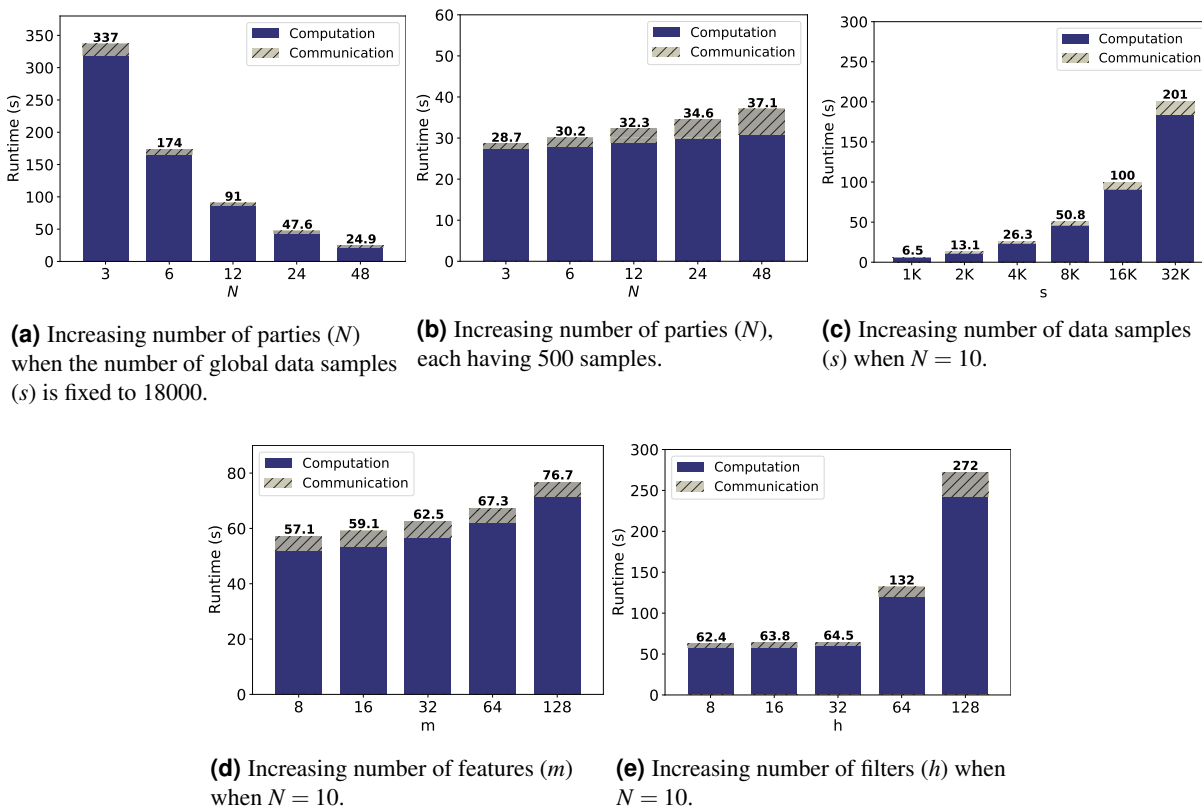 350
300
250
200
150
100
50
0
Runtime (s)
337
174
91
47.6
24.9
Computation
Communication
3 6 12 24 48
N
(a) Increasing number of parties (N)
when the number of global data samples
(s) is fixed to 18000.
60
50
40
30
20
10
0
Runtime (s)
28.7
30.2
32.3
34.6
37.1
Computation
Communication
3 6 12 24 48
N
(b) Increasing number of parties (N),
each having 500 samples.
300
250
200
150
100
50
0
Runtime (s)
6.5
13.1
26.3
50.8
100
201
Computation
Communication
1K 2K 4K 8K 16K 32K
s
(c) Increasing number of data samples
(s) when N = 10.
80
60
40
20
0
Runtime (s)
57.1
59.1
62.5
67.3
76.7
Computation
Communication
8 16 32 64 128
m
(d) Increasing number of features (m)
when N = 10.
300
250
200
150
100
50
0
Runtime (s)
62.4
63.8
64.5
132
272
Computation
Communication
8 16 32 64 128
h
(e) Increasing number of filters (h) when
N = 10.